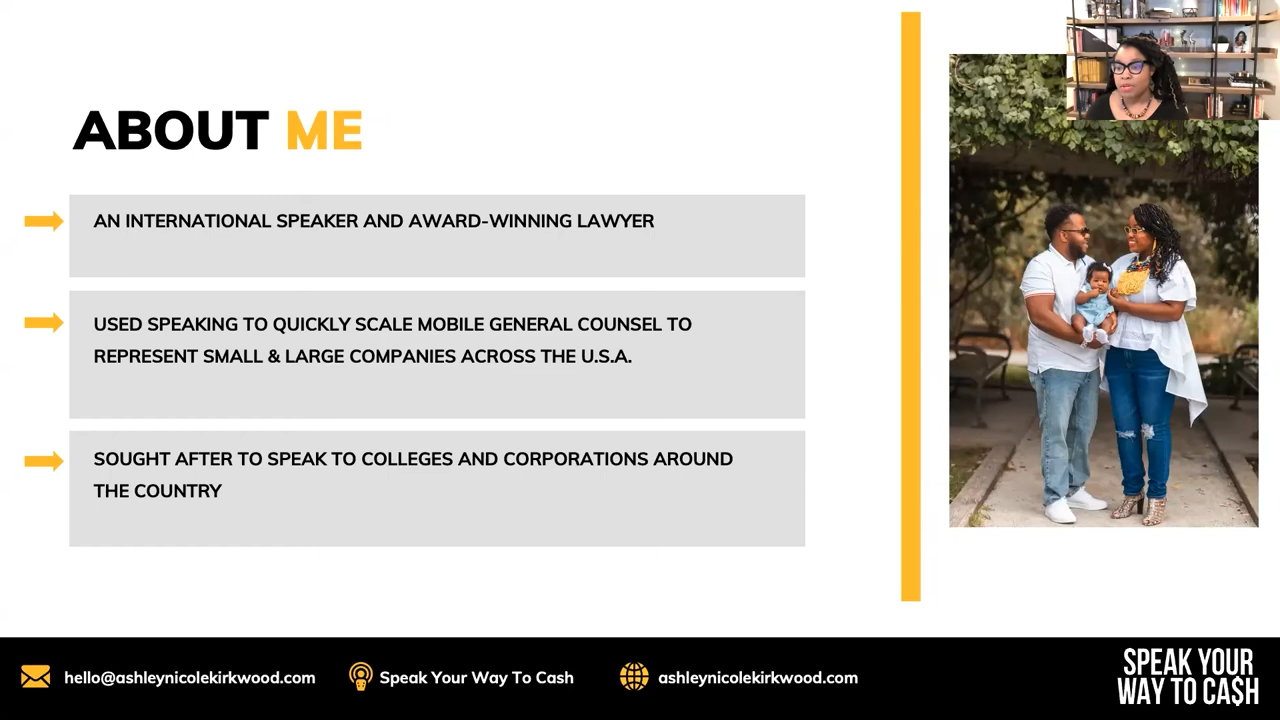 ABOUT ME
AN INTERNATIONAL SPEAKER AND AWARD-WINNING LAWYER
USED SPEAKING TO QUICKLY SCALE MOBILE GENERAL COUNSEL TO
REPRESENT SMALL & LARGE COMPANIES ACROSS THE U.S.A.
SOUGHT AFTER TO SPEAK TO COLLEGES AND CORPORATIONS AROUND
THE COUNTRY
hello@ashleynicolekirkwood.com
Speak Your Way To Cash
ashleynicolekirkwood.com
SPEAK YOUR
WAY TO CA$H